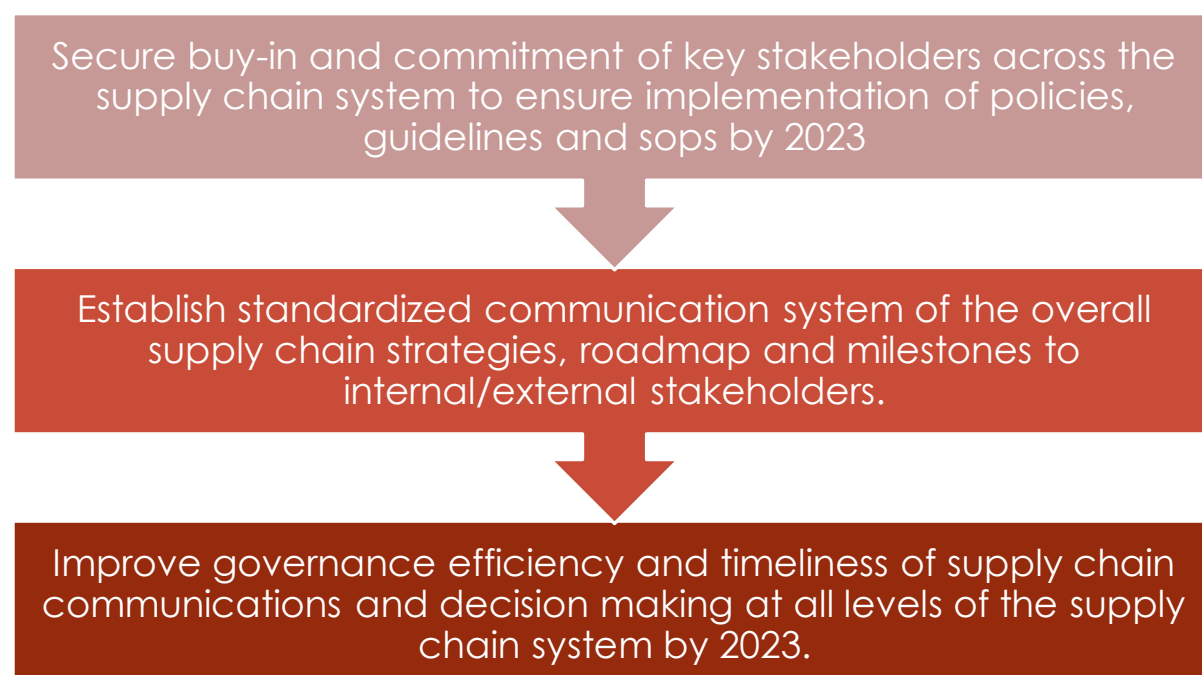 Secure buy-in and commitment of key stakeholders across the
supply chain system to ensure implementation of policies,
guidelines and sops by 2023
Establish standardized communication system of the overall
supply chain strategies, roadmap and milestones to
internal/external stakeholders.
Improve governance efficiency and timeliness of supply chain
communications and decision making at all levels of the supply
chain system by 2023.